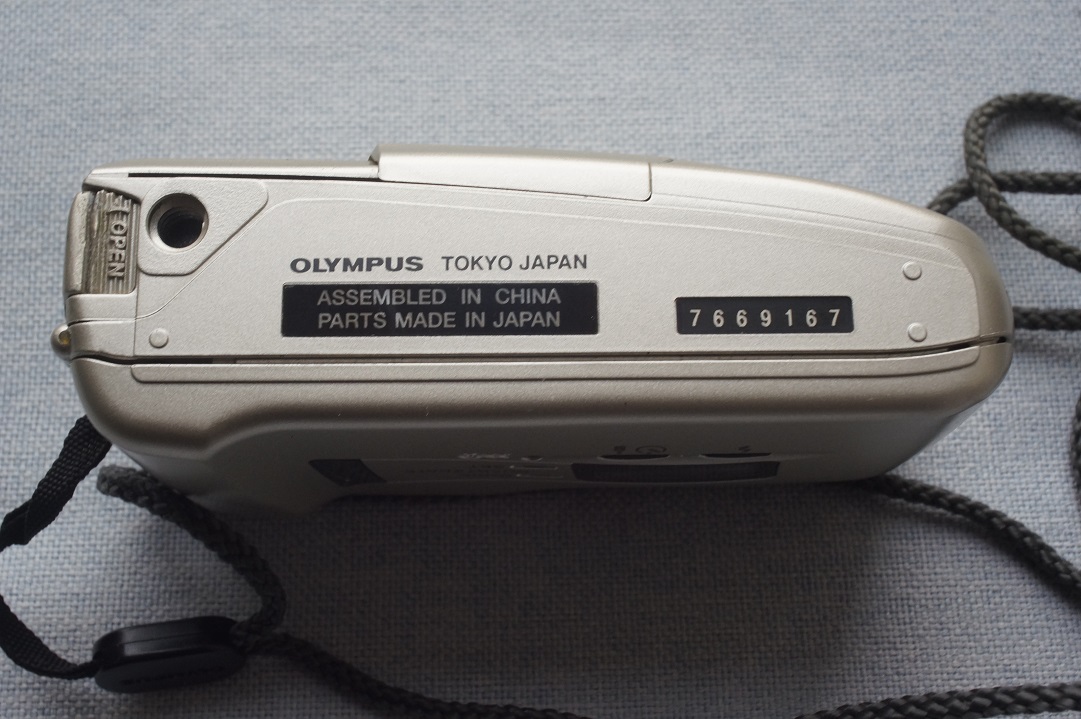 OPEN
OLYMPUS TOKYO JAPAN
ASSEMBLED IN CHINA
PARTS MADE IN JAPAN
7669167